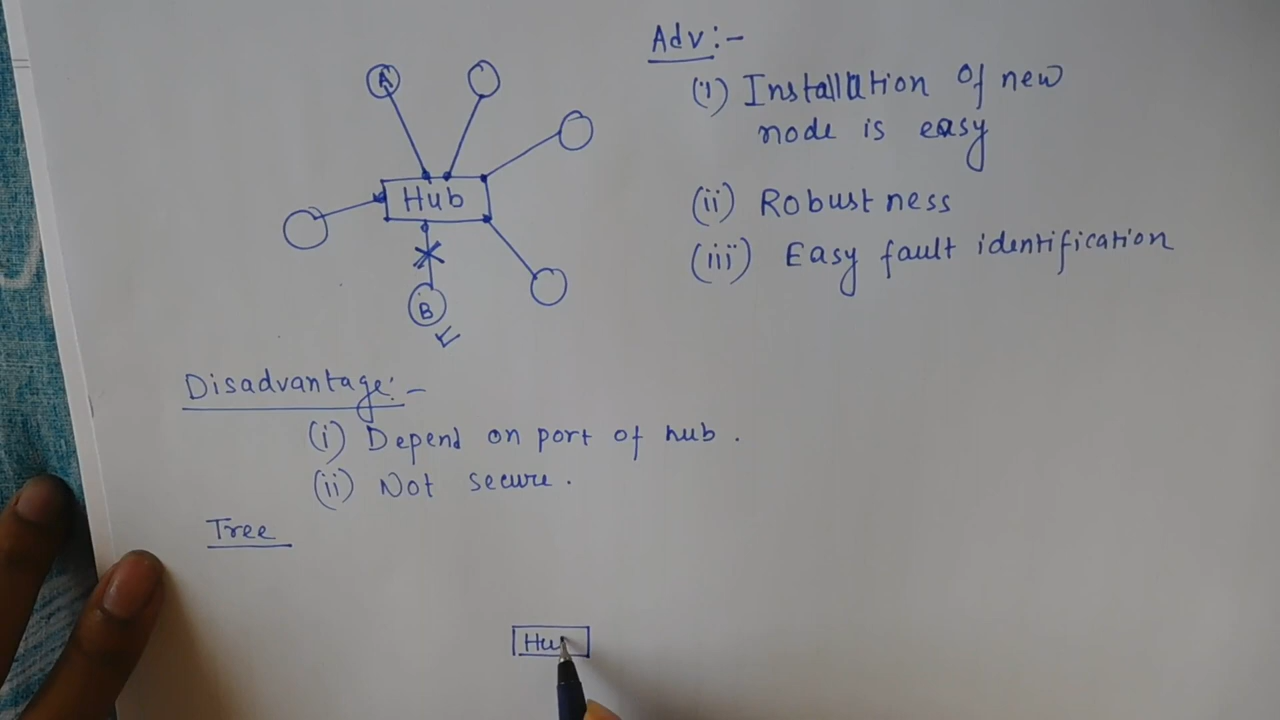 A
Hub
B
Adv:-
(i) Installation of new
node is easy
(ii) Robustness
(iii) Easy fault identification
Disadvantage:-
(i) Depend on port of hub.
(ii) Not secure.
Tree
Hu